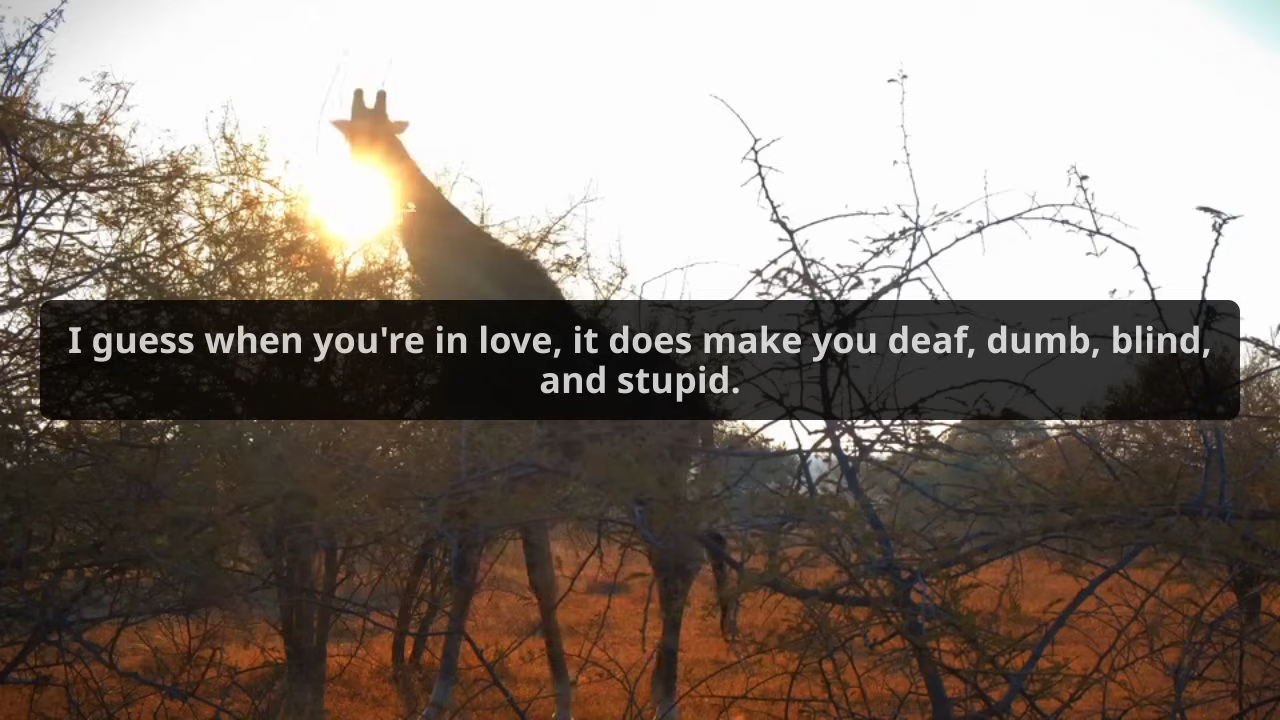 I guess when you're in love, it does make you deaf, dumb, blind,
and stupid.